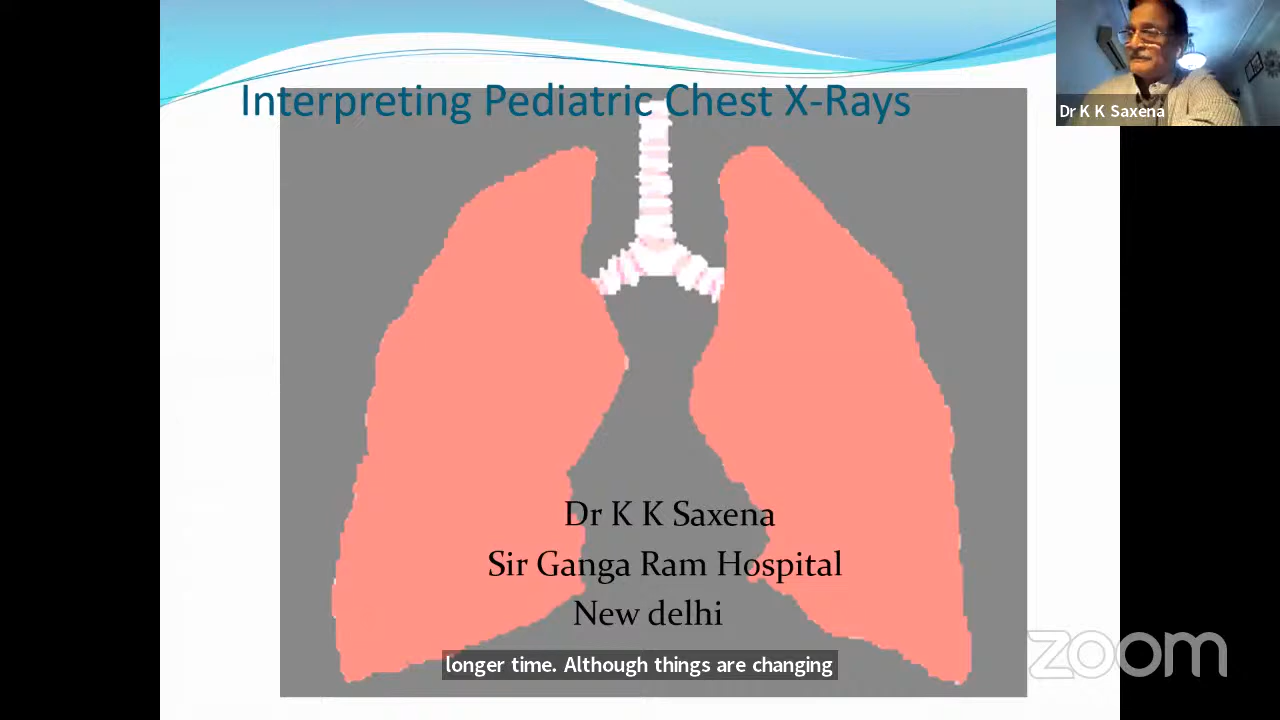 Interpreting Pediatric Chest X-Rays
Dr K K Saxena
Dr K K Saxena
Sir Ganga Ram Hospital
New delhi
longer time. Although things are changing
zoom